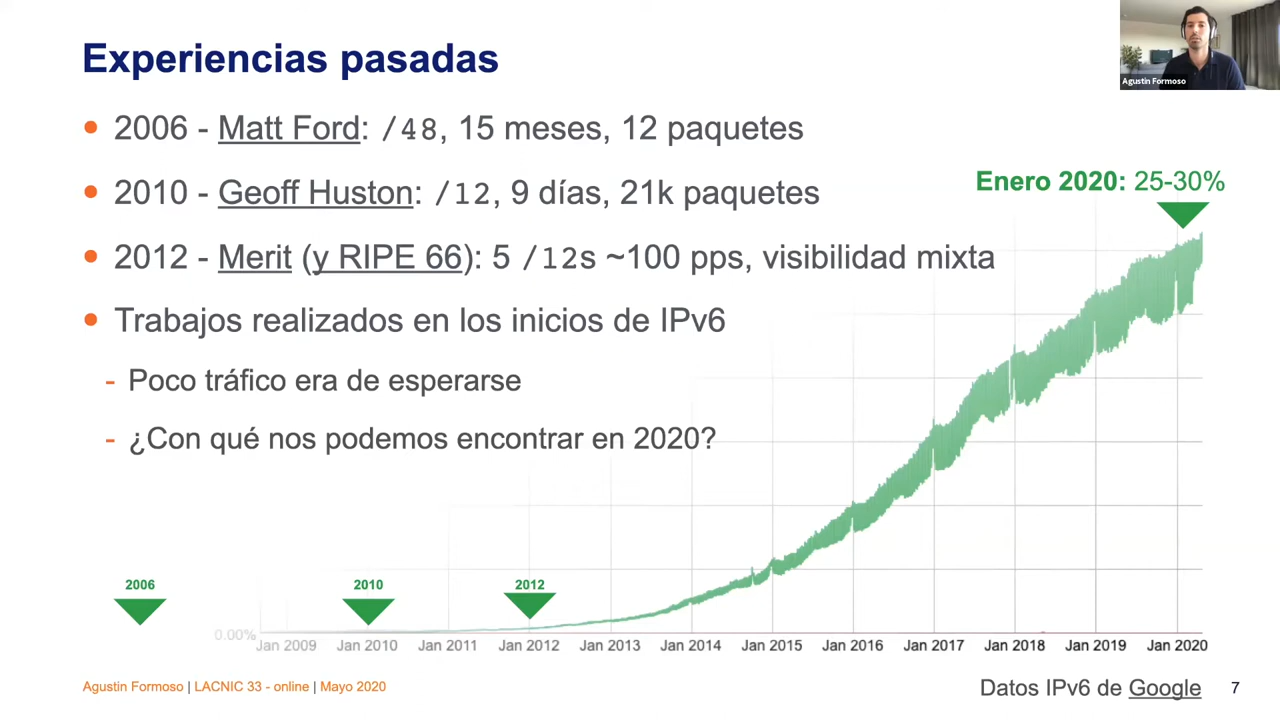 Experiencias pasadas
Agustin Formoso
● 2006 - Matt Ford: /48, 15 meses, 12 paquetes
● 2010 - Geoff Huston: /12, 9 días, 21k paquetes
● 2012 - Merit (y RIPE 66): 5 /12s ~100 pps, visibilidad mixta
● Trabajos realizados en los inicios de IPv6
- Poco tráfico era de esperarse
- ¿Con qué nos podemos encontrar en 2020?
Enero 2020: 25-30%
2006
2010
2012
0.00%
Jan 2009 Jan 2010 Jan 2011 Jan 2012 Jan 2013 Jan 2014 Jan 2015 Jan 2016 Jan 2017 Jan 2018 Jan 2019 Jan 2020
Agustin Formoso | LACNIC 33 - online | Mayo 2020
Datos IPv6 de Google
7